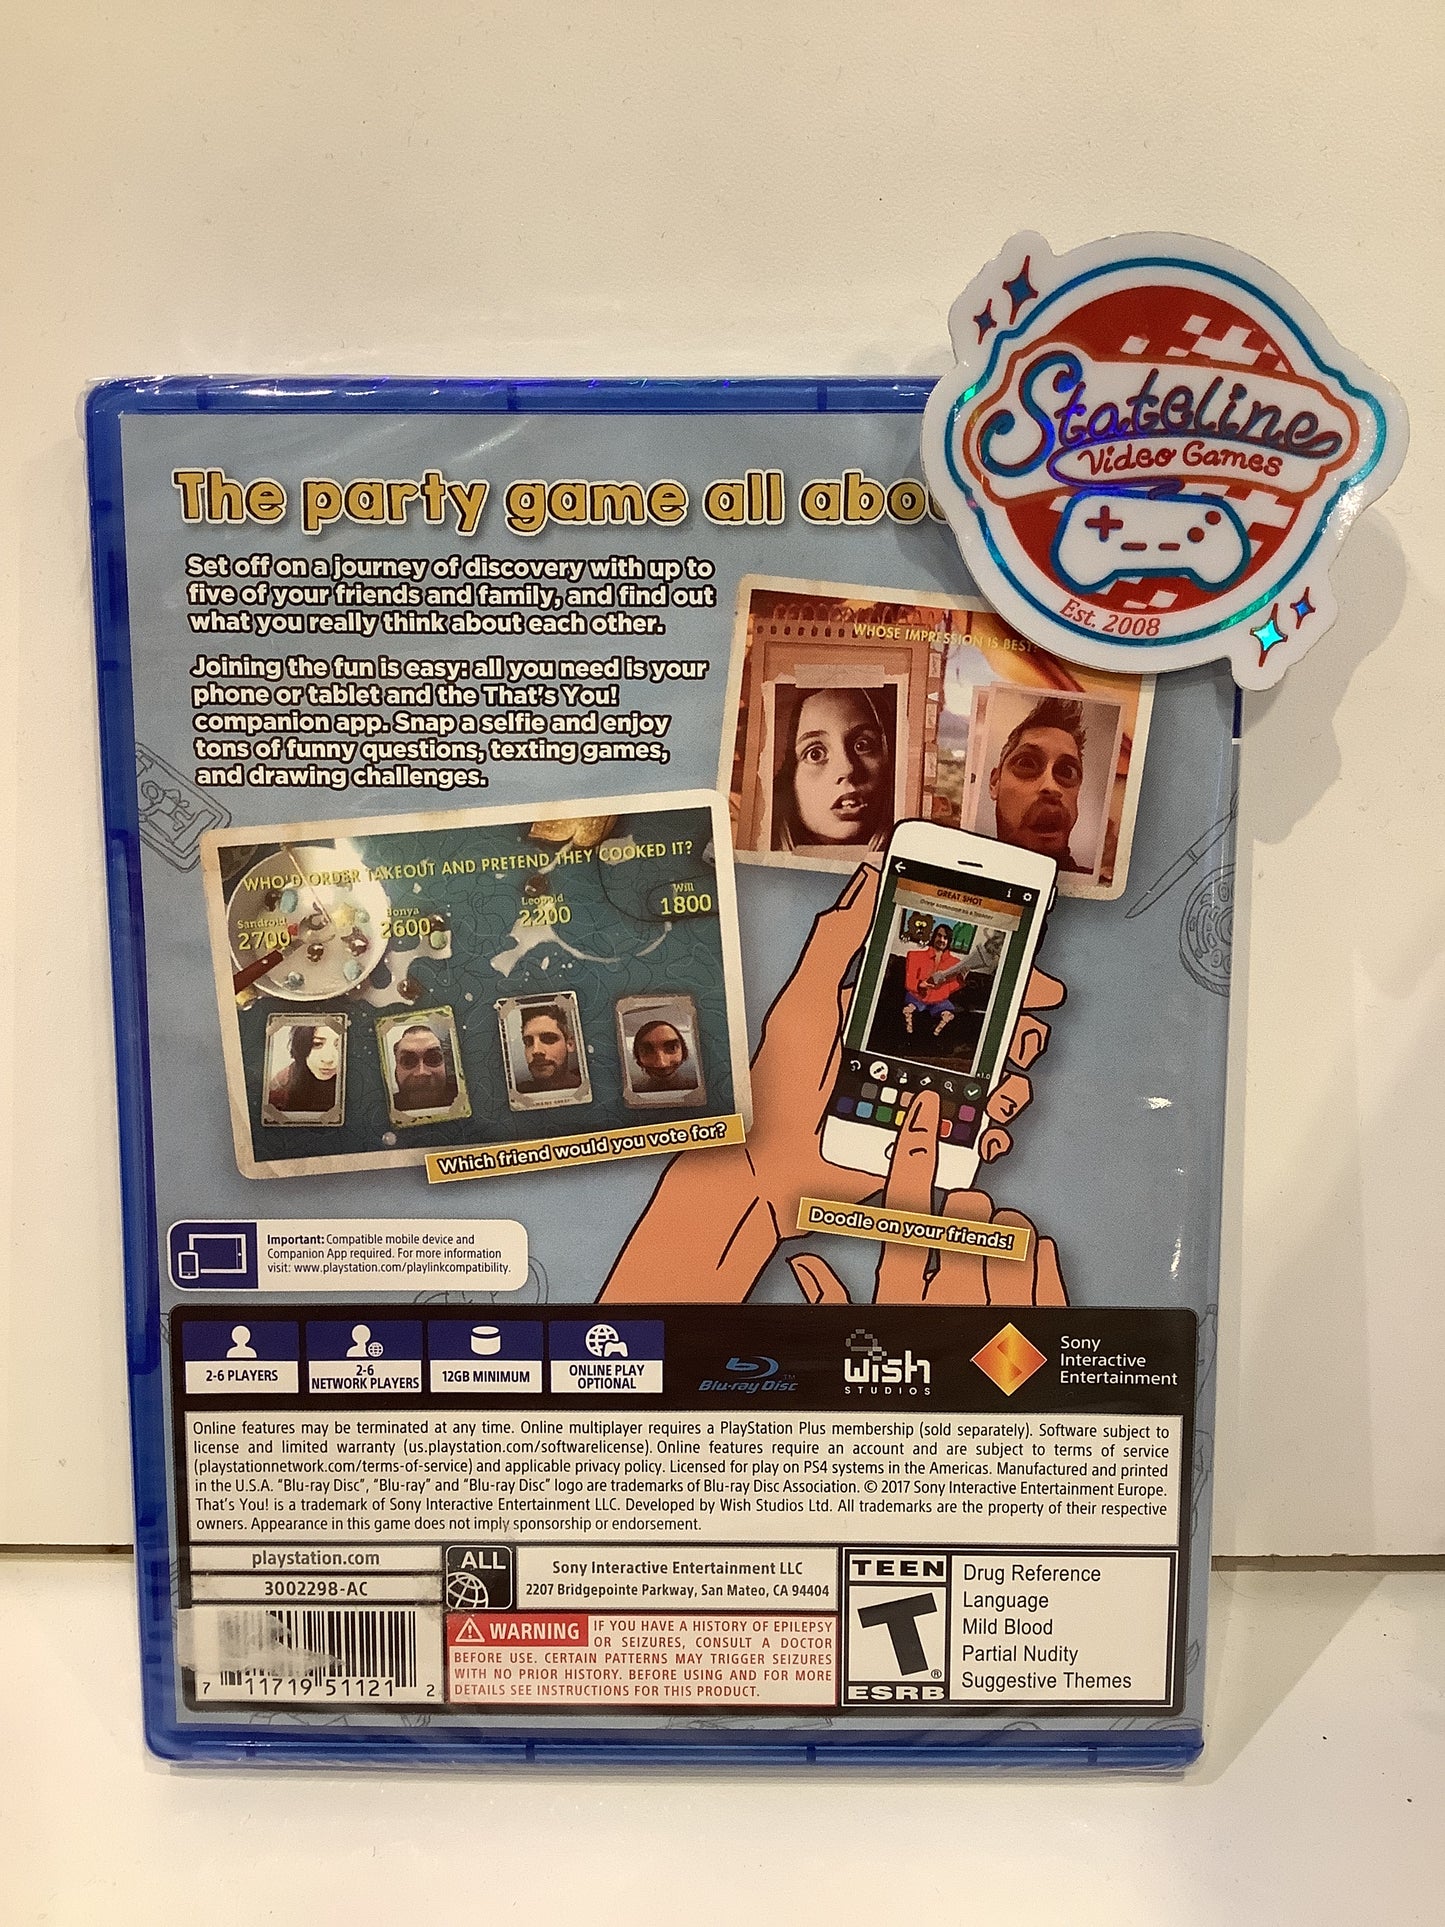 Stateline
Video Games
Est. 2008
The party game all abou
Set off on a journey of discovery with up to
five of your friends and family, and find out
what you really think about each other.
Joining the fun is easy: all you need is your
phone or tablet and the That's You!
companion app. Snap a selfie and enjoy
tons of funny questions, texting games,
and drawing challenges.
WHOSE IMPRESSION IS BEST?
WHO'D ORDER TAKEOUT AND PRETEND THEY COOKED IT?
Sandroid Tonya Leopold Will
2700 2600 2200 1800
GREAT SHOT
x1.0
Which friend would you vote for?
Doodle on your friends!
Important: Compatible mobile device and
Companion App required. For more information
visit: www.playstation.com/playlinkcompatibility.
2-6 PLAYERS
2-6
NETWORK PLAYERS
12GB MINIMUM
ONLINE PLAY
OPTIONAL
Blu-ray Disc™
wish
STUDIOS
Sony
Interactive
Entertainment
Online features may be terminated at any time. Online multiplayer requires a PlayStation Plus membership (sold separately). Software subject to
license and limited warranty (us.playstation.com/softwarelicense). Online features require an account and are subject to terms of service
(playstationnetwork.com/terms-of-service) and applicable privacy policy. Licensed for play on PS4 systems in the Americas. Manufactured and printed
in the U.S.A. "Blu-ray Disc", "Blu-ray" and "Blu-ray Disc" logo are trademarks of Blu-ray Disc Association. © 2017 Sony Interactive Entertainment Europe.
That's You! is a trademark of Sony Interactive Entertainment LLC. Developed by Wish Studios Ltd. All trademarks are the property of their respective
owners. Appearance in this game does not imply sponsorship or endorsement.
playstation.com
3002298-AC
7 11719 51121 2
ALL
Sony Interactive Entertainment LLC
2207 Bridgepointe Parkway, San Mateo, CA 94404
WARNING IF YOU HAVE A HISTORY OF EPILEPSY
OR SEIZURES, CONSULT A DOCTOR
BEFORE USE. CERTAIN PATTERNS MAY TRIGGER SEIZURES
WITH NO PRIOR HISTORY. BEFORE USING AND FOR MORE
DETAILS SEE INSTRUCTIONS FOR THIS PRODUCT.
TEEN
T
®
ESRB
Drug Reference
Language
Mild Blood
Partial Nudity
Suggestive Themes